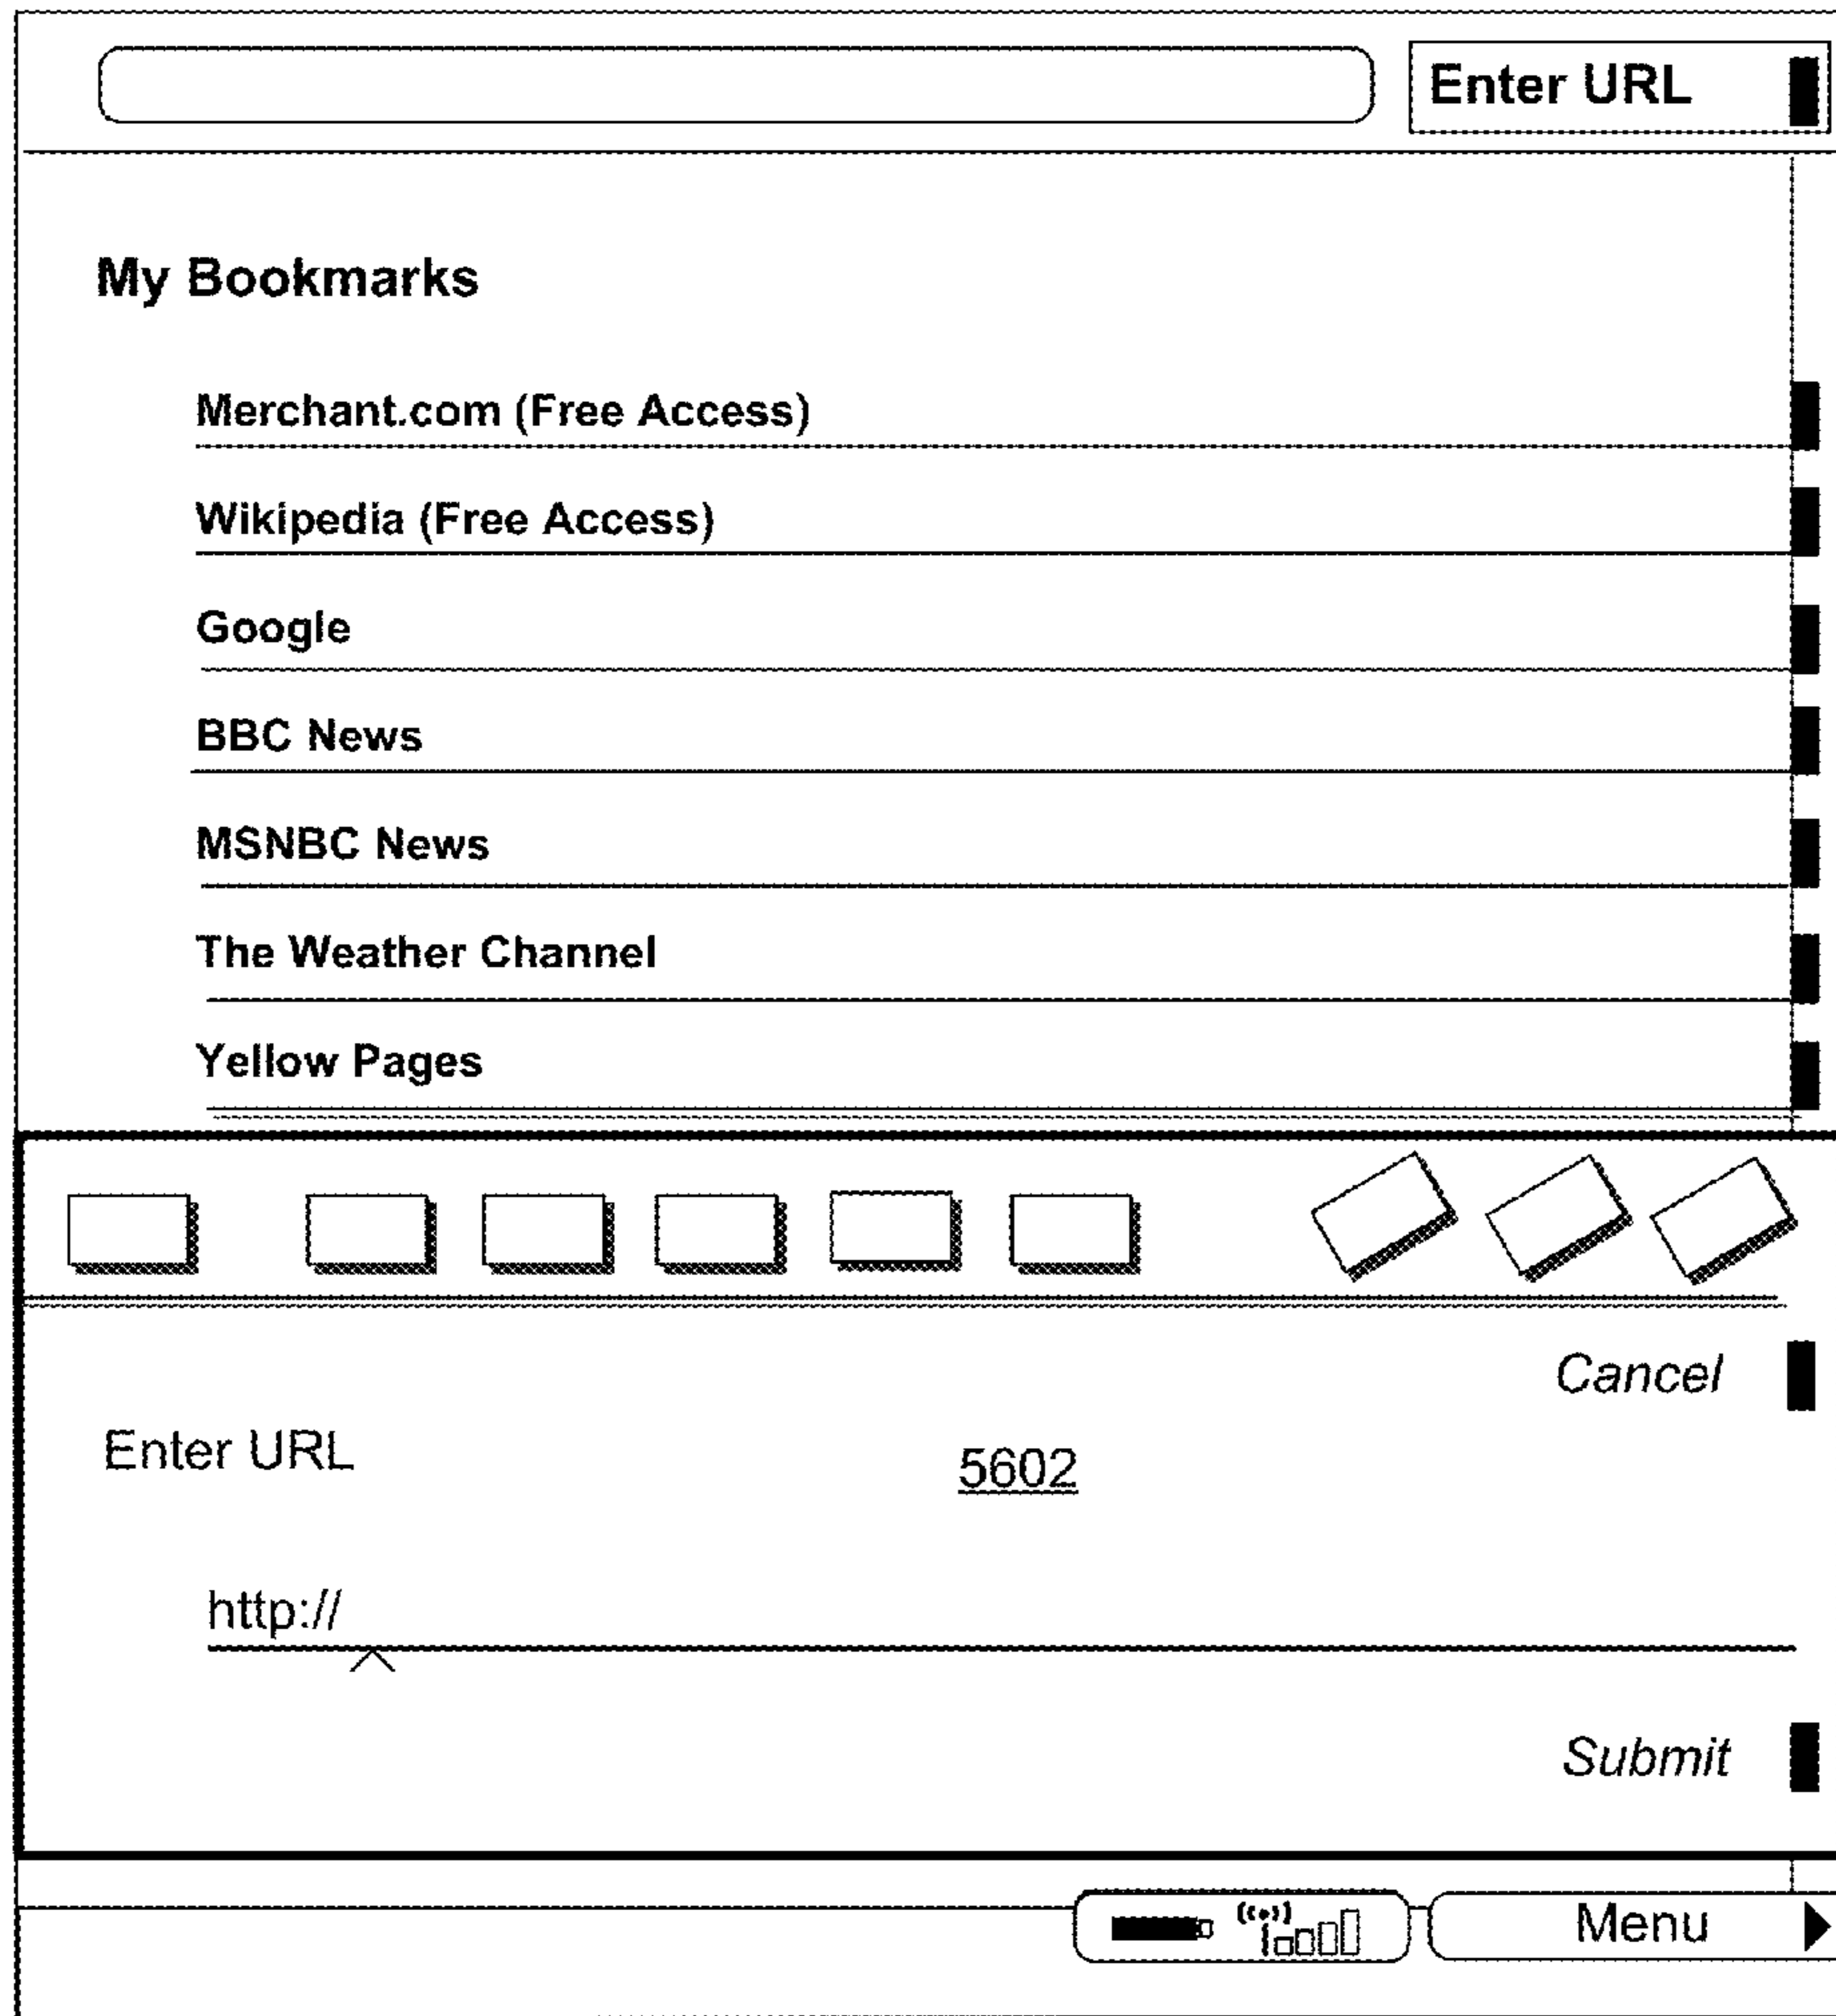 Enter URL
My Bookmarks
Merchant.com (Free Access)
Wikipedia (Free Access)
Google
BBC News
MSNBC News
The Weather Channel
Yellow Pages
Cancel
Enter URL
5602
http://
Submit
Menu